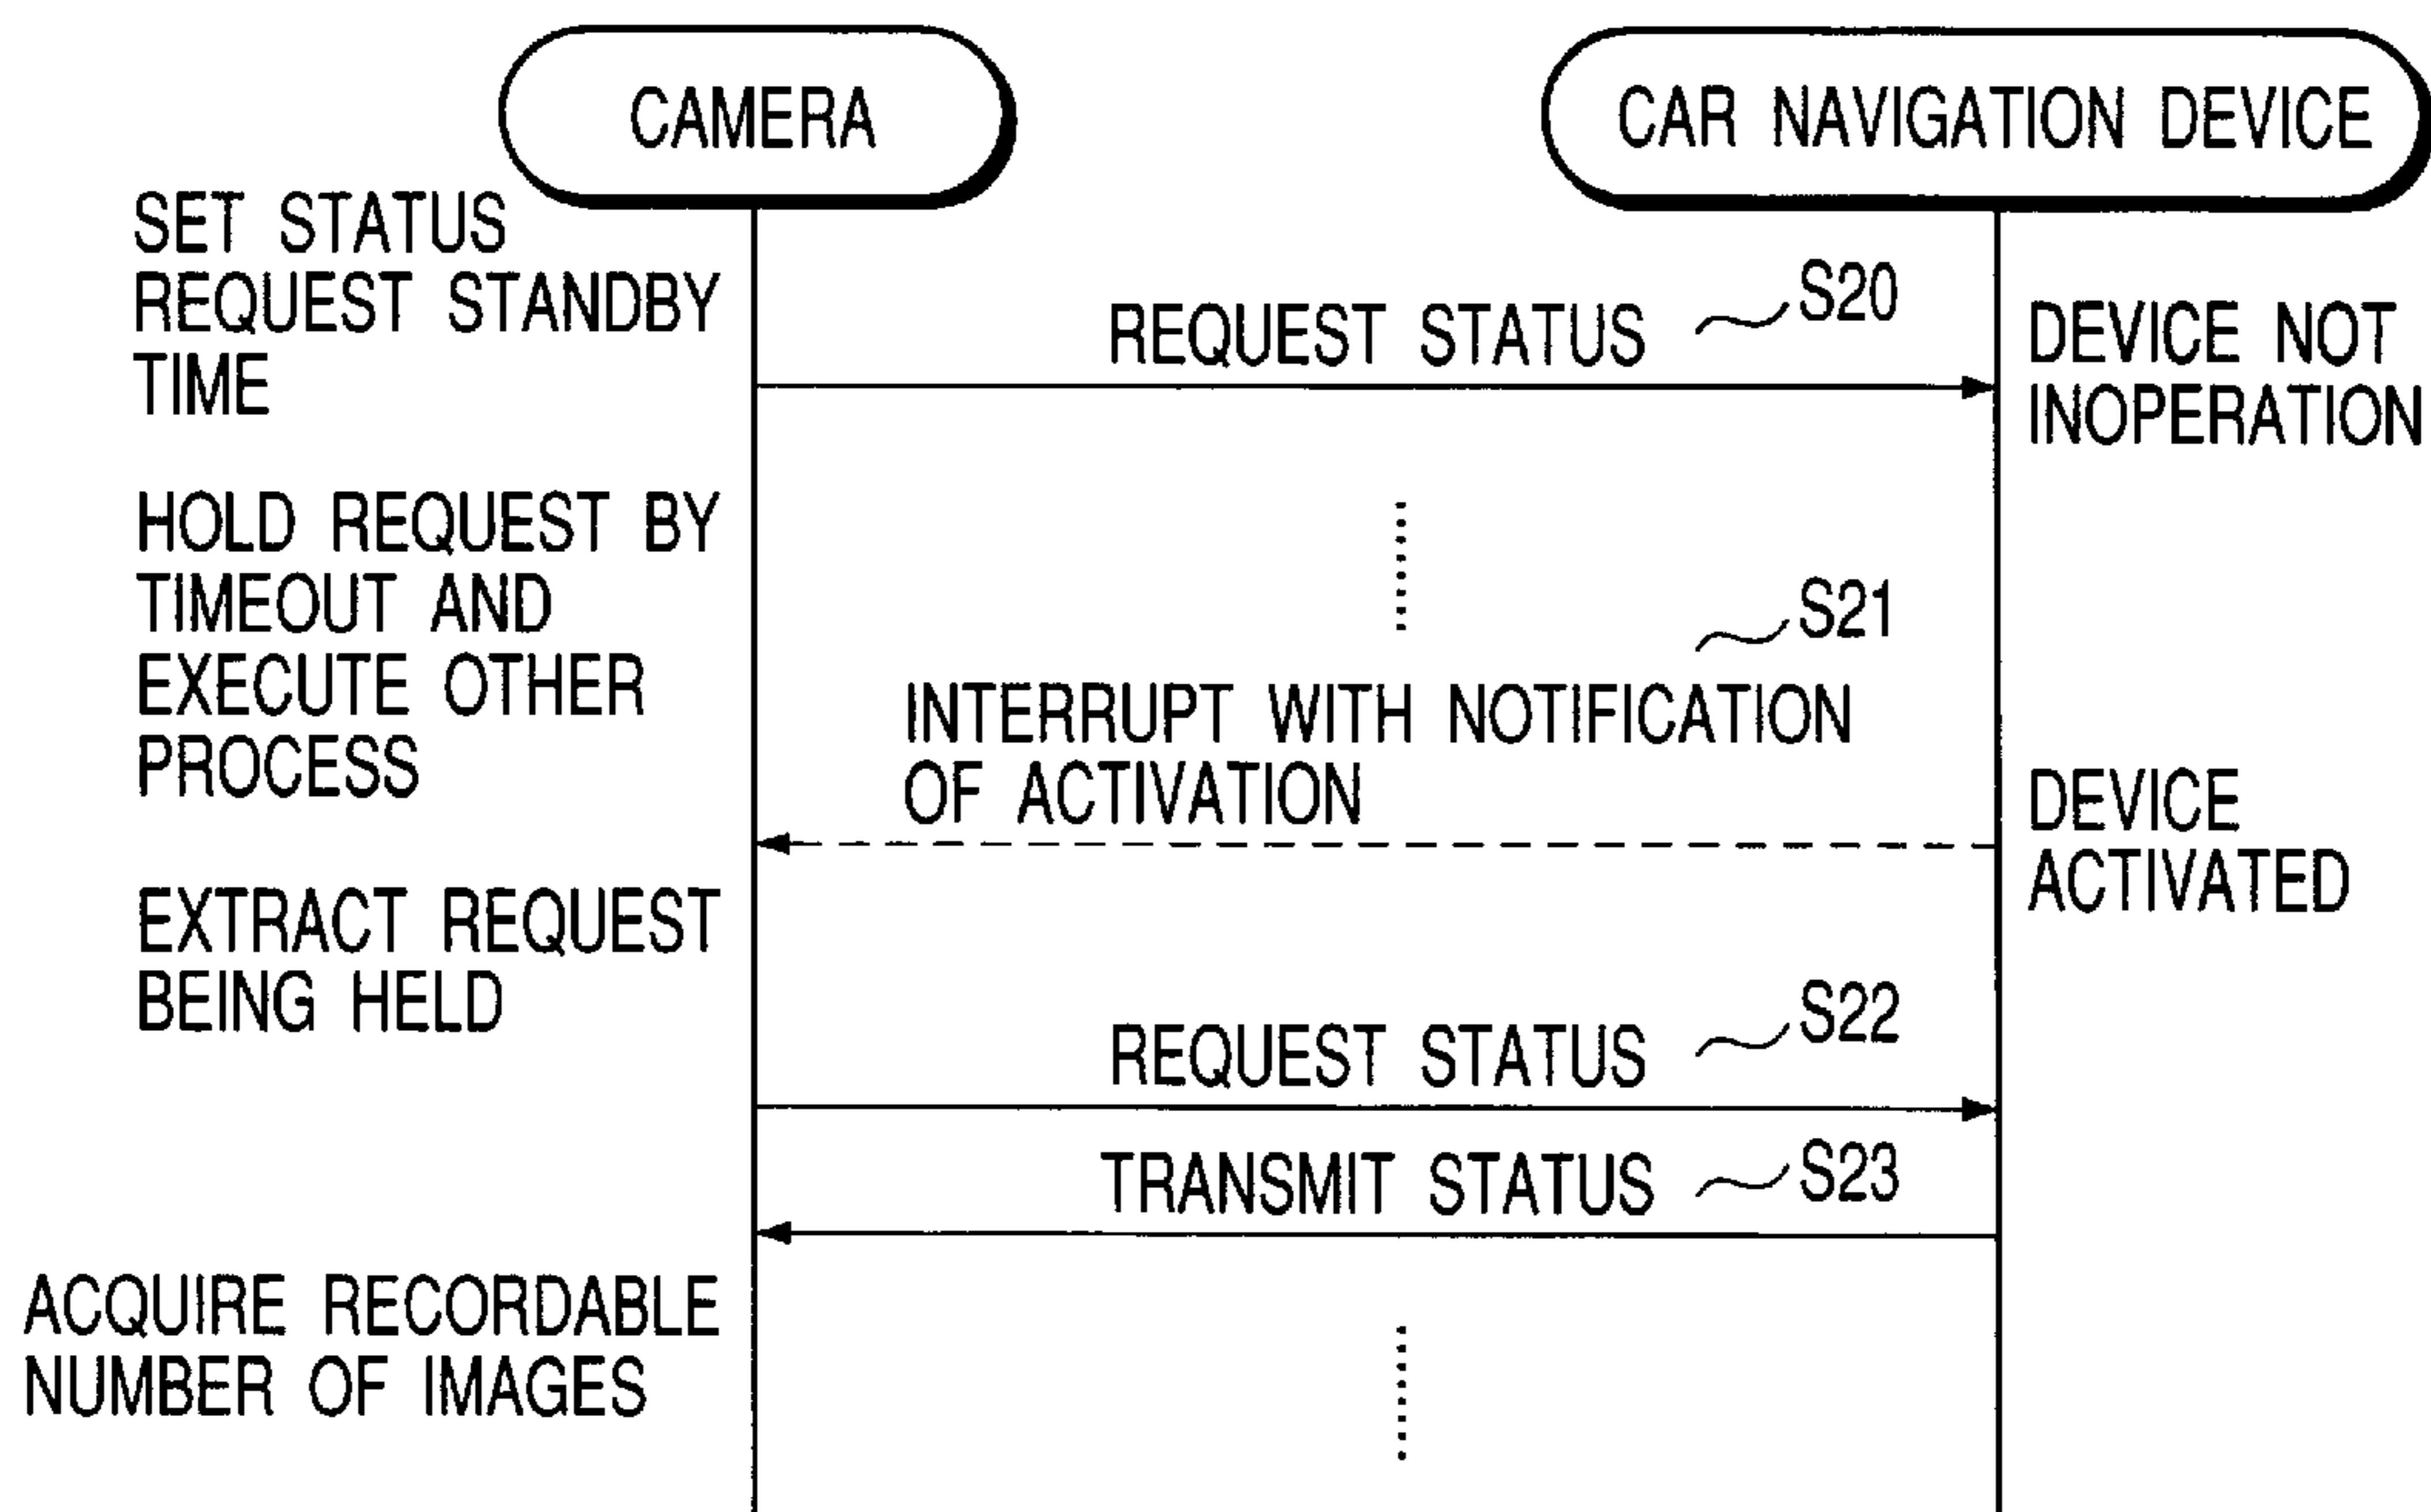 CAMERA
CAR NAVIGATION DEVICE
SET STATUS
REQUEST STANDBY
TIME
REQUEST STATUS
S20
DEVICE NOT
INOPERATION
HOLD REQUEST BY
TIMEOUT AND
EXECUTE OTHER
PROCESS
S21
INTERRUPT WITH NOTIFICATION
OF ACTIVATION
DEVICE
ACTIVATED
EXTRACT REQUEST
BEING HELD
REQUEST STATUS
S22
TRANSMIT STATUS
S23
ACQUIRE RECORDABLE
NUMBER OF IMAGES